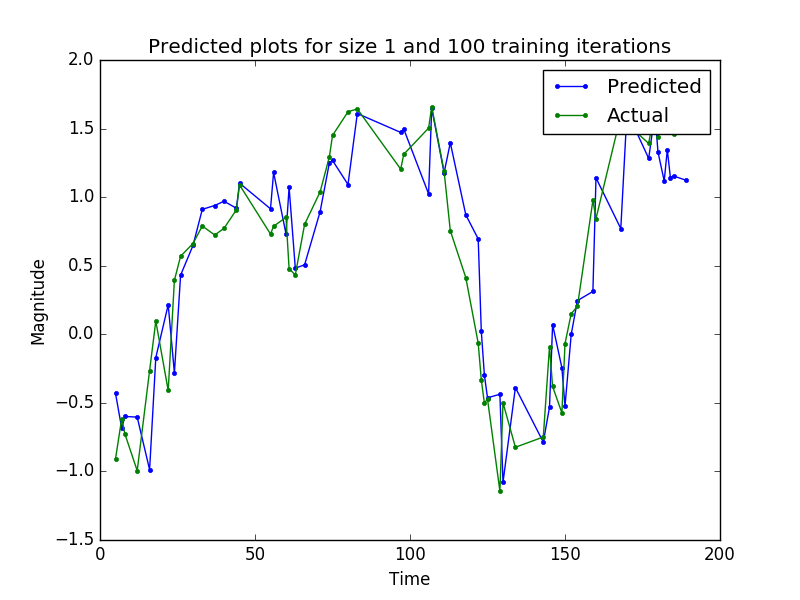 Predicted plots for size 1 and 100 training iterations
2.0
1.5
1.0
0.5
0.0
−0.5
−1.0
−1.5
0 50 100 150 200
Magnitude
Time
Predicted
Actual